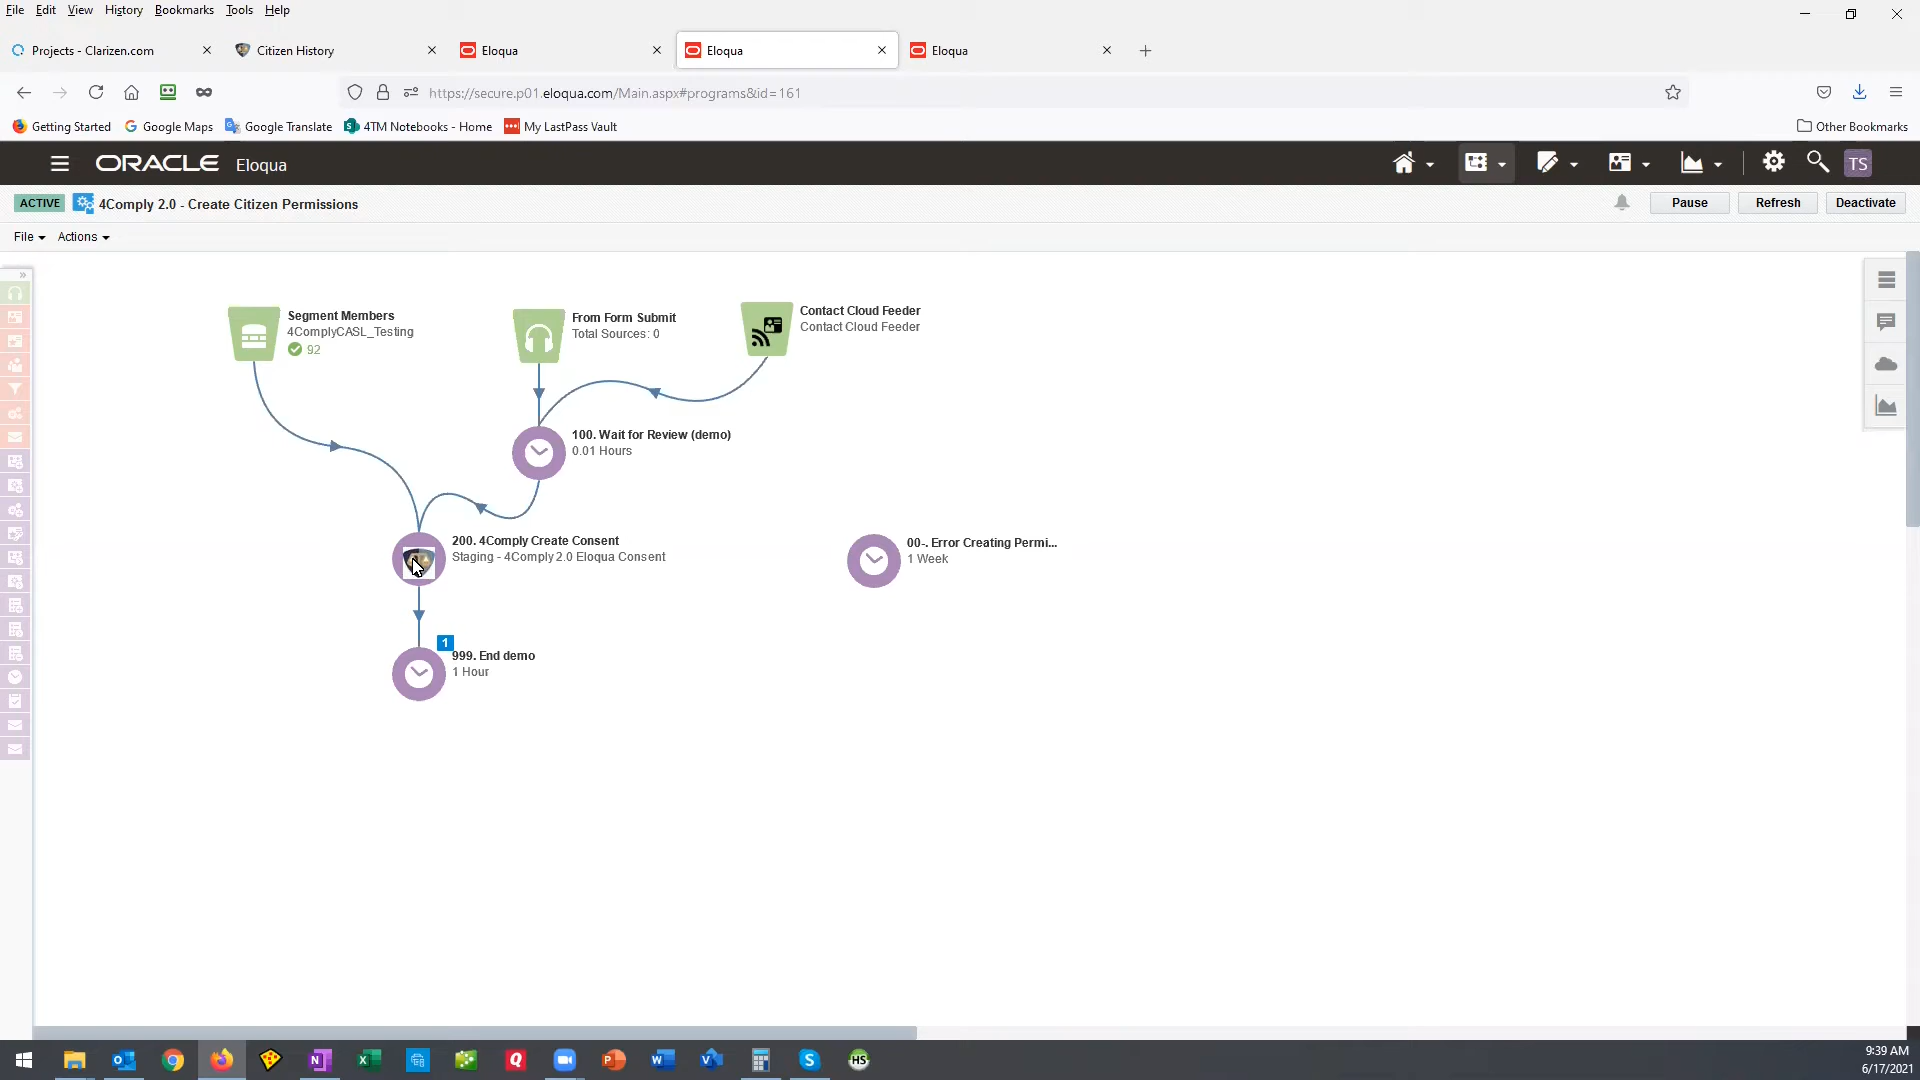 File Edit View History Bookmarks Tools Help
Projects - Clarizen.com
Citizen History
Eloqua
Eloqua
Eloqua
https://secure.p01.eloqua.com/Main.aspx#programs&id=161
Getting Started
Google Maps
Google Translate
4TM Notebooks - Home
My LastPass Vault
Other Bookmarks
ORACLE Eloqua
TS
ACTIVE
4Comply 2.0 - Create Citizen Permissions
Pause
Refresh
Deactivate
File
Actions
Segment Members
4ComplyCASL_Testing
92
From Form Submit
Total Sources: 0
Contact Cloud Feeder
Contact Cloud Feeder
100. Wait for Review (demo)
0.01 Hours
200. 4Comply Create Consent
Staging - 4Comply 2.0 Eloqua Consent
00-. Error Creating Permi...
1 Week
1
999. End demo
1 Hour
HS
9:39 AM
6/17/2021